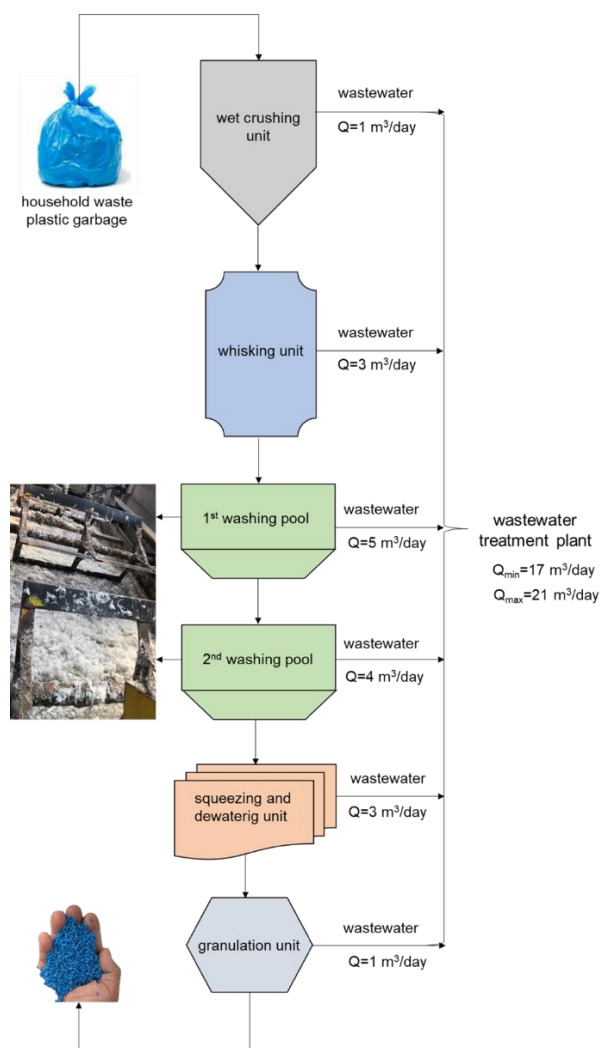 wastewater
Q=1 m³/day
wet crushing
unit
household waste
plastic garbage
wastewater
Q=3 m³/day
whisking unit
1st washing pool
wastewater
Q=5 m³/day
wastewater
treatment plant
Qmin=17 m³/day
Qmax=21 m³/day
2nd washing pool
wastewater
Q=4 m³/day
squeezing and
dewaterig unit
wastewater
Q=3 m³/day
granulation unit
wastewater
Q=1 m³/day